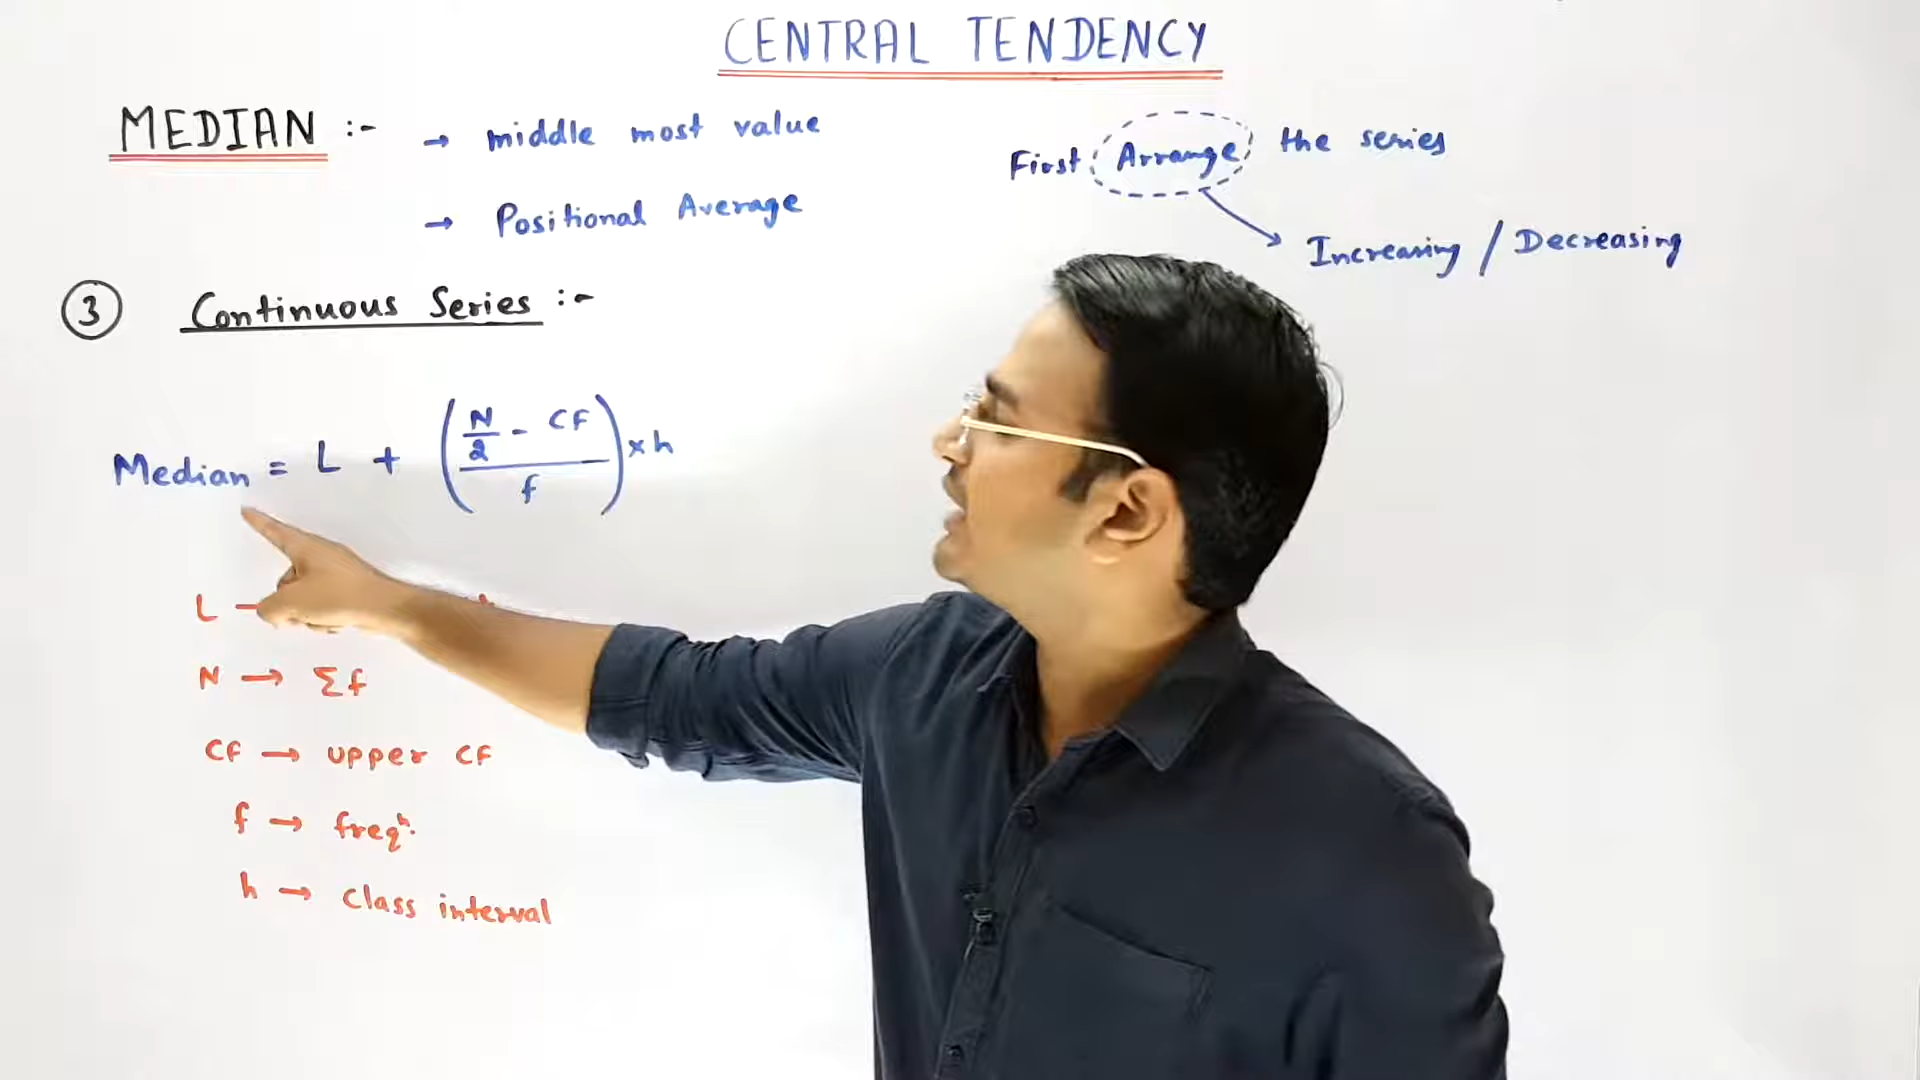 CENTRAL TENDENCY
MEDIAN :-
→ middle most value
→ Positional Average
First Arrange the series
Increasing / Decreasing
③ Continuous Series :-
Median = L + ((N/2 - CF)/f) × h
L →
N → Σf
CF → upper CF
f → freqⁿ.
h → class interval